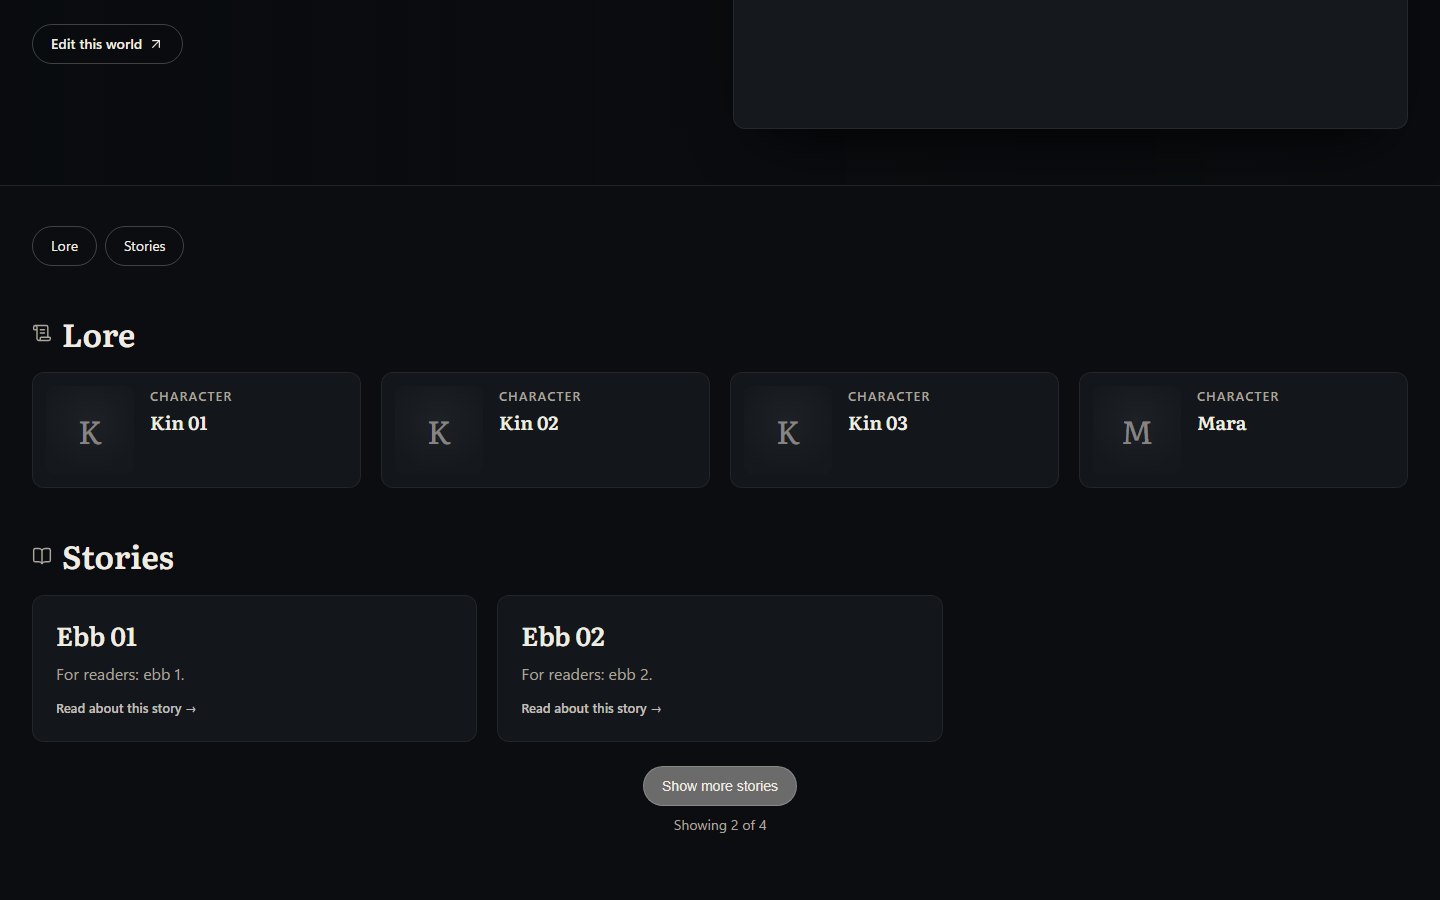 Edit this world
Lore
Stories
Lore
K
CHARACTER
Kin 01
K
CHARACTER
Kin 02
K
CHARACTER
Kin 03
M
CHARACTER
Mara
Stories
Ebb 01
For readers: ebb 1.
Read about this story →
Ebb 02
For readers: ebb 2.
Read about this story →
Show more stories
Showing 2 of 4